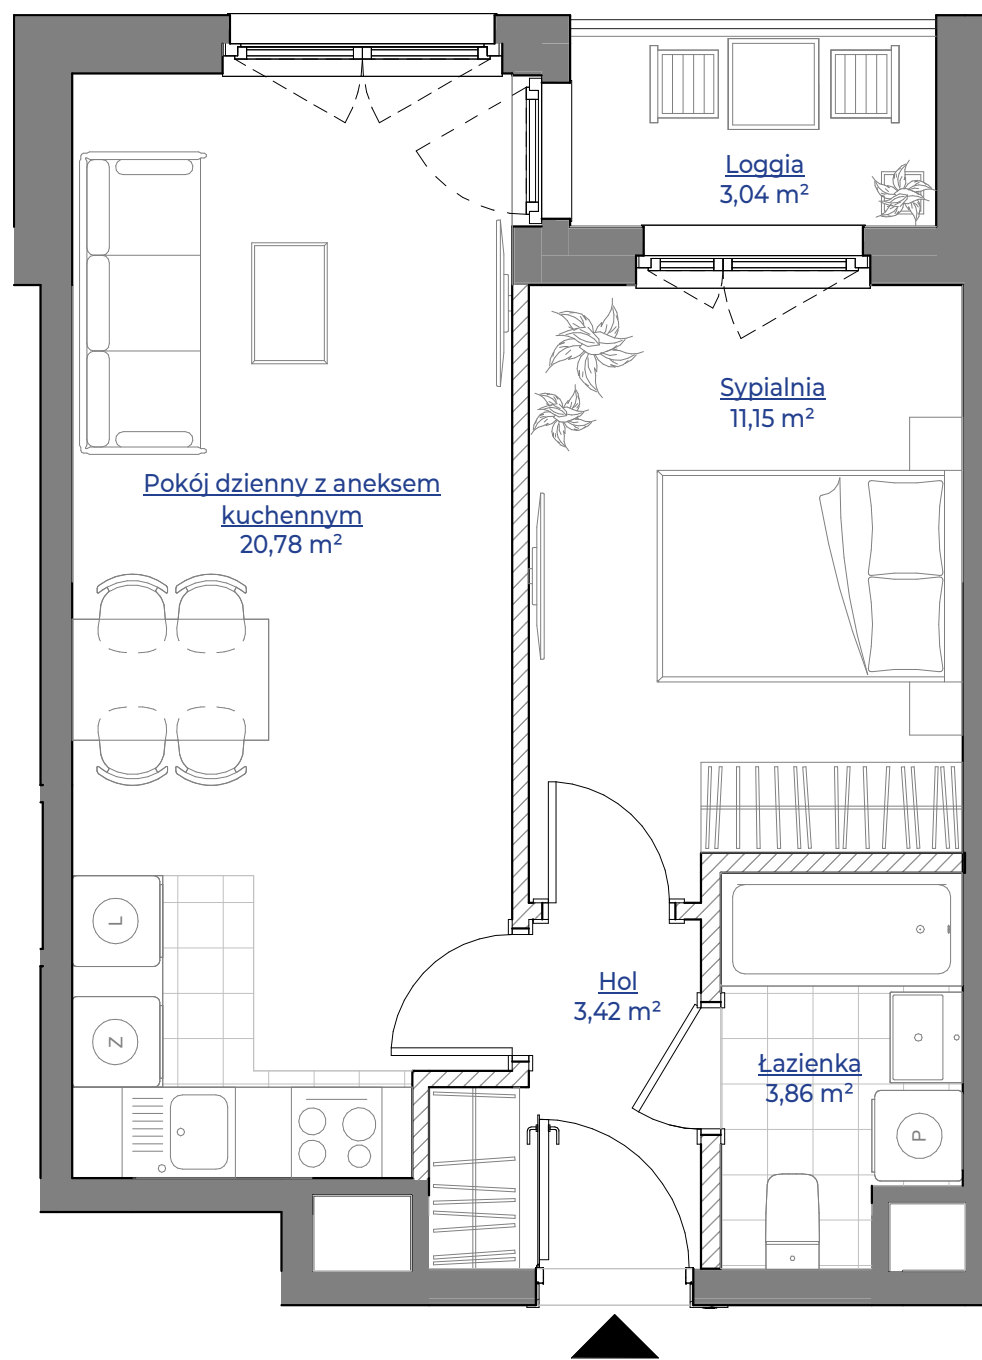 Loggia
3,04 m²
Sypialnia
11,15 m²
Pokój dzienny z aneksem
kuchennym
20,78 m²
L
Hol
3,42 m²
Z
Łazienka
3,86 m²
P